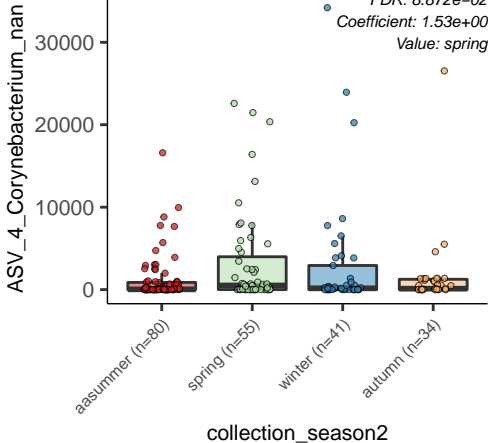 FDR: 8.872e-02
Coefficient: 1.53e+00
Value: spring
ASV_4_Corynebacterium_nan
30000
20000
10000
0
aasummer (n=80)
spring (n=55)
winter (n=41)
autumn (n=34)
collection_season2